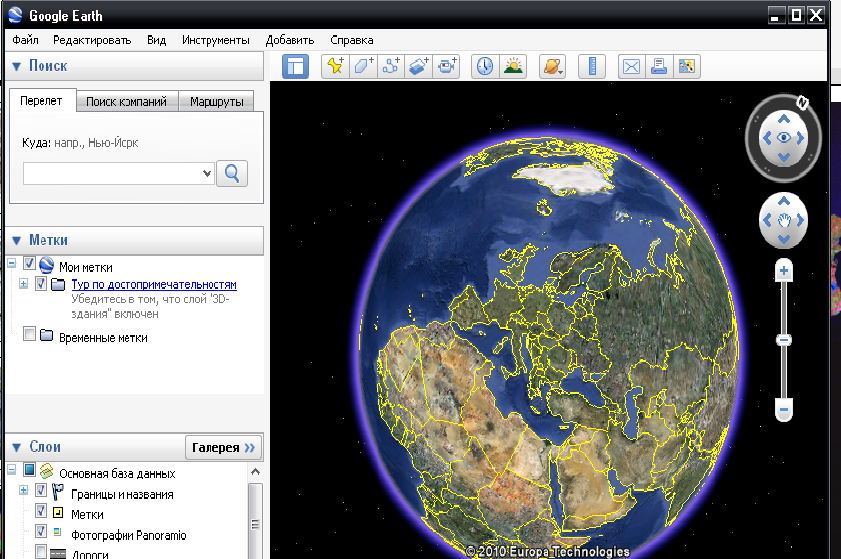 Google Earth
Файл Редактировать Вид Инструменты Добавить Справка
Поиск
Перелет Поиск компаний Маршруты
Куда: напр., Нью-Йорк
Метки
Мои метки
Тур по достопримечательностям
Убедитесь в том, что слой "3D-
здания" включен
Временные метки
Слои
Галерея »
Основная база данных
Границы и названия
Метки
Фотографии Panoramio
Дороги
© 2010 Europa Technologies
N